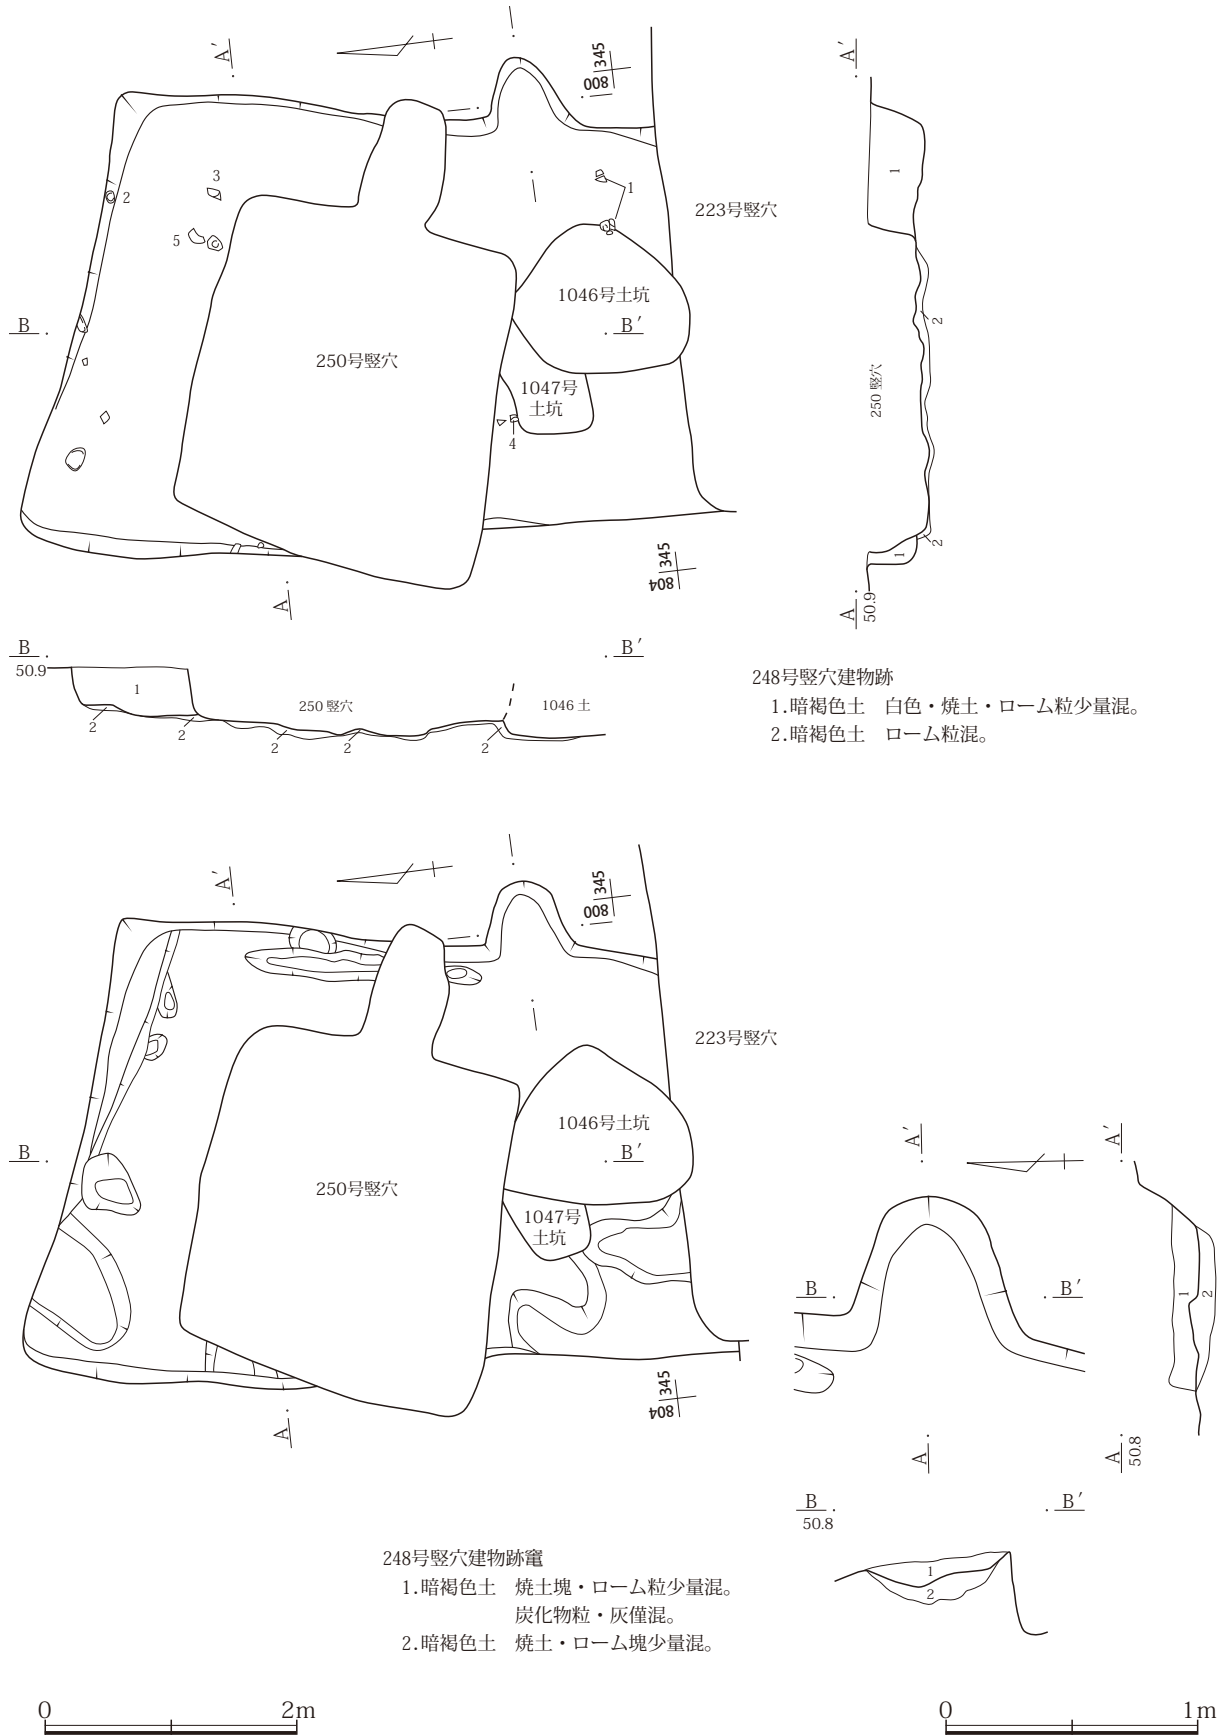 A′
345
800
3
2
5
1
223号竪穴
1046号土坑
B
B′
250号竪穴
1047号
土坑
4
345
804
A
A′
1
2
250 竪穴
2
1
A
50.9
B
B′
50.9
1
250 竪穴
1046 土
2
2
2
2
2
248号竪穴建物跡
1.暗褐色土　白色・焼土・ローム粒少量混。
2.暗褐色土　ローム粒混。
A′
345
800
223号竪穴
1046号土坑
B
B′
250号竪穴
1047号
土坑
345
804
A
A′
A′
B
B′
1
2
A
A
50.8
B
B′
50.8
1
2
248号竪穴建物跡竃
1.暗褐色土　焼土塊・ローム粒少量混。
炭化物粒・灰僅混。
2.暗褐色土　焼土・ローム塊少量混。
0
2m
0
1m